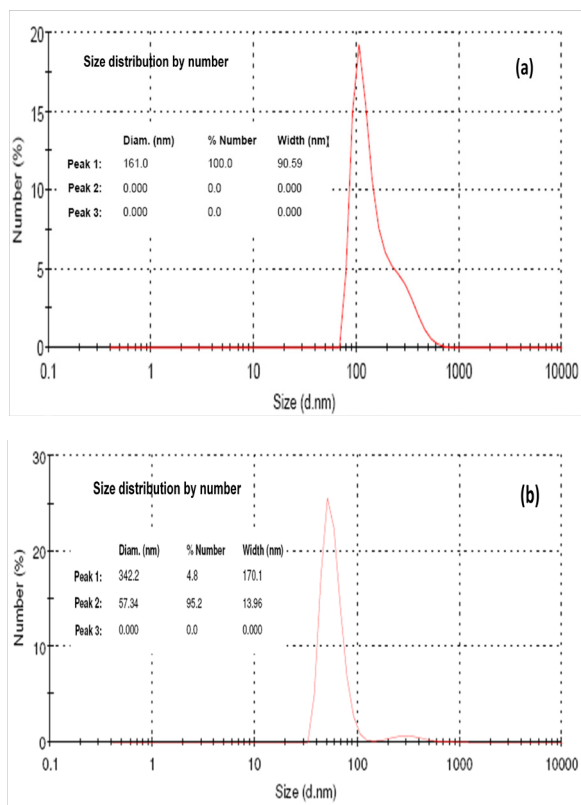 (a)
Size distribution by number
Diam. (nm) % Number Width (nm)
Peak 1: 161.0 100.0 90.59
Peak 2: 0.000 0.0 0.000
Peak 3: 0.000 0.0 0.000
Number (%)
20
15
10
5
0
0.1 1 10 100 1000 10000
Size (d.nm)
(b)
Size distribution by number
Diam. (nm) % Number Width (nm)
Peak 1: 342.2 4.8 170.1
Peak 2: 57.34 95.2 13.96
Peak 3: 0.000 0.0 0.000
Number (%)
30
20
10
0
0.1 1 10 100 1000 10000
Size (d.nm)